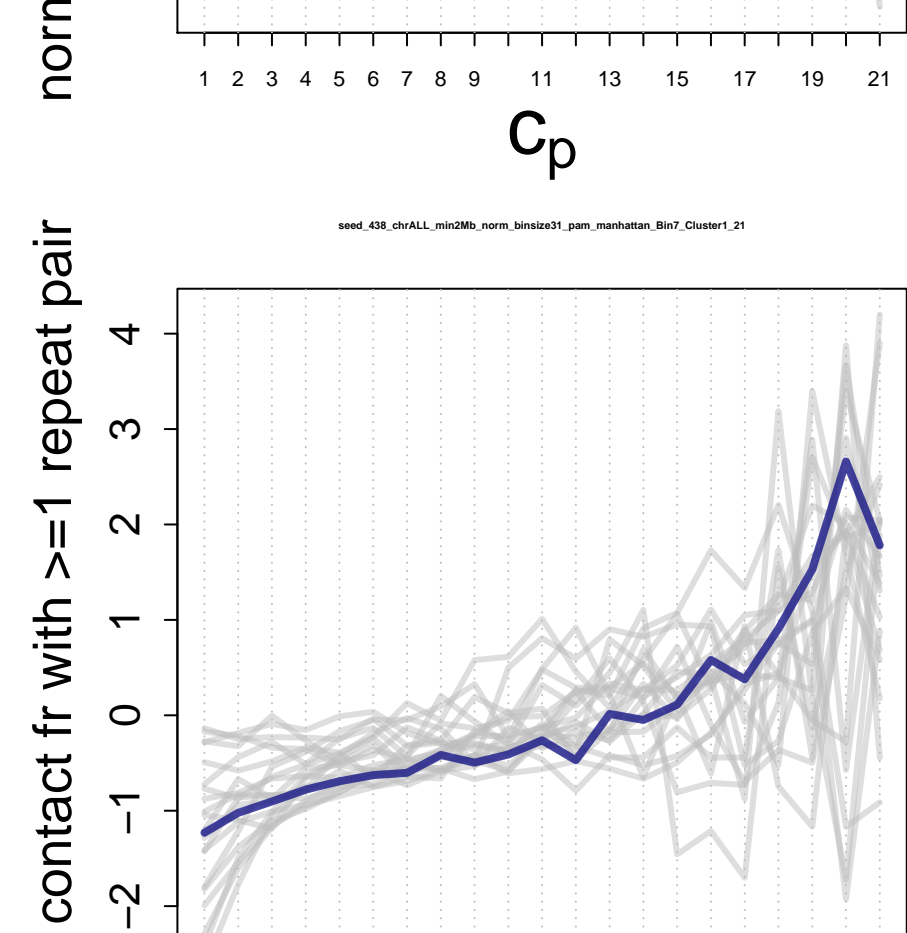 norm
1 2 3 4 5 6 7 8 9 11 13 15 17 19 21
cp
seed_438_chrALL_min2Mb_norm_binsize31_pam_manhattan_Bin7_Cluster1_21
contact fr with >=1 repeat pair
4
3
2
1
0
−1
−2